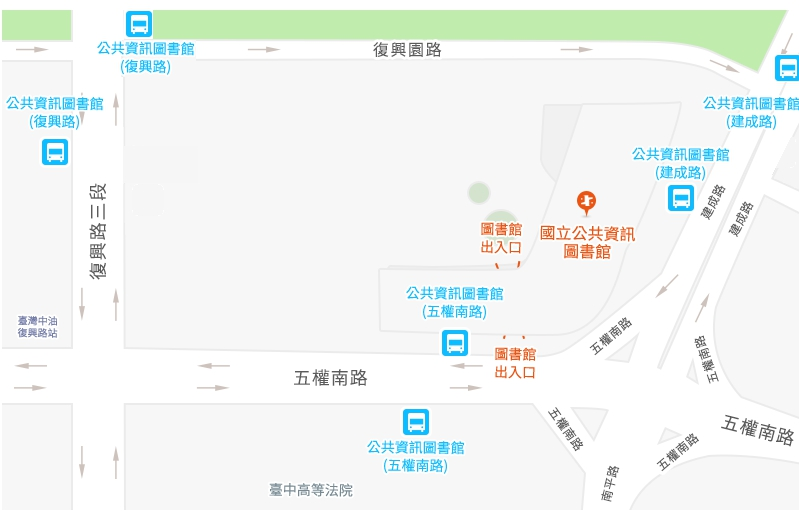 公共資訊圖書館
(復興路)
復興園路
公共資訊圖書館
(復興路)
公共資訊圖書館
(建成路)
公共資訊圖書館
(建成路)
建成路
建成路
復興路三段
圖書館
出入口
國立公共資訊
圖書館
公共資訊圖書館
(五權南路)
臺灣中油
復興路站
五權南路
五權南路
圖書館
出入口
五權南路
五權南路
五權南路
五權南路
公共資訊圖書館
(五權南路)
南平路
臺中高等法院